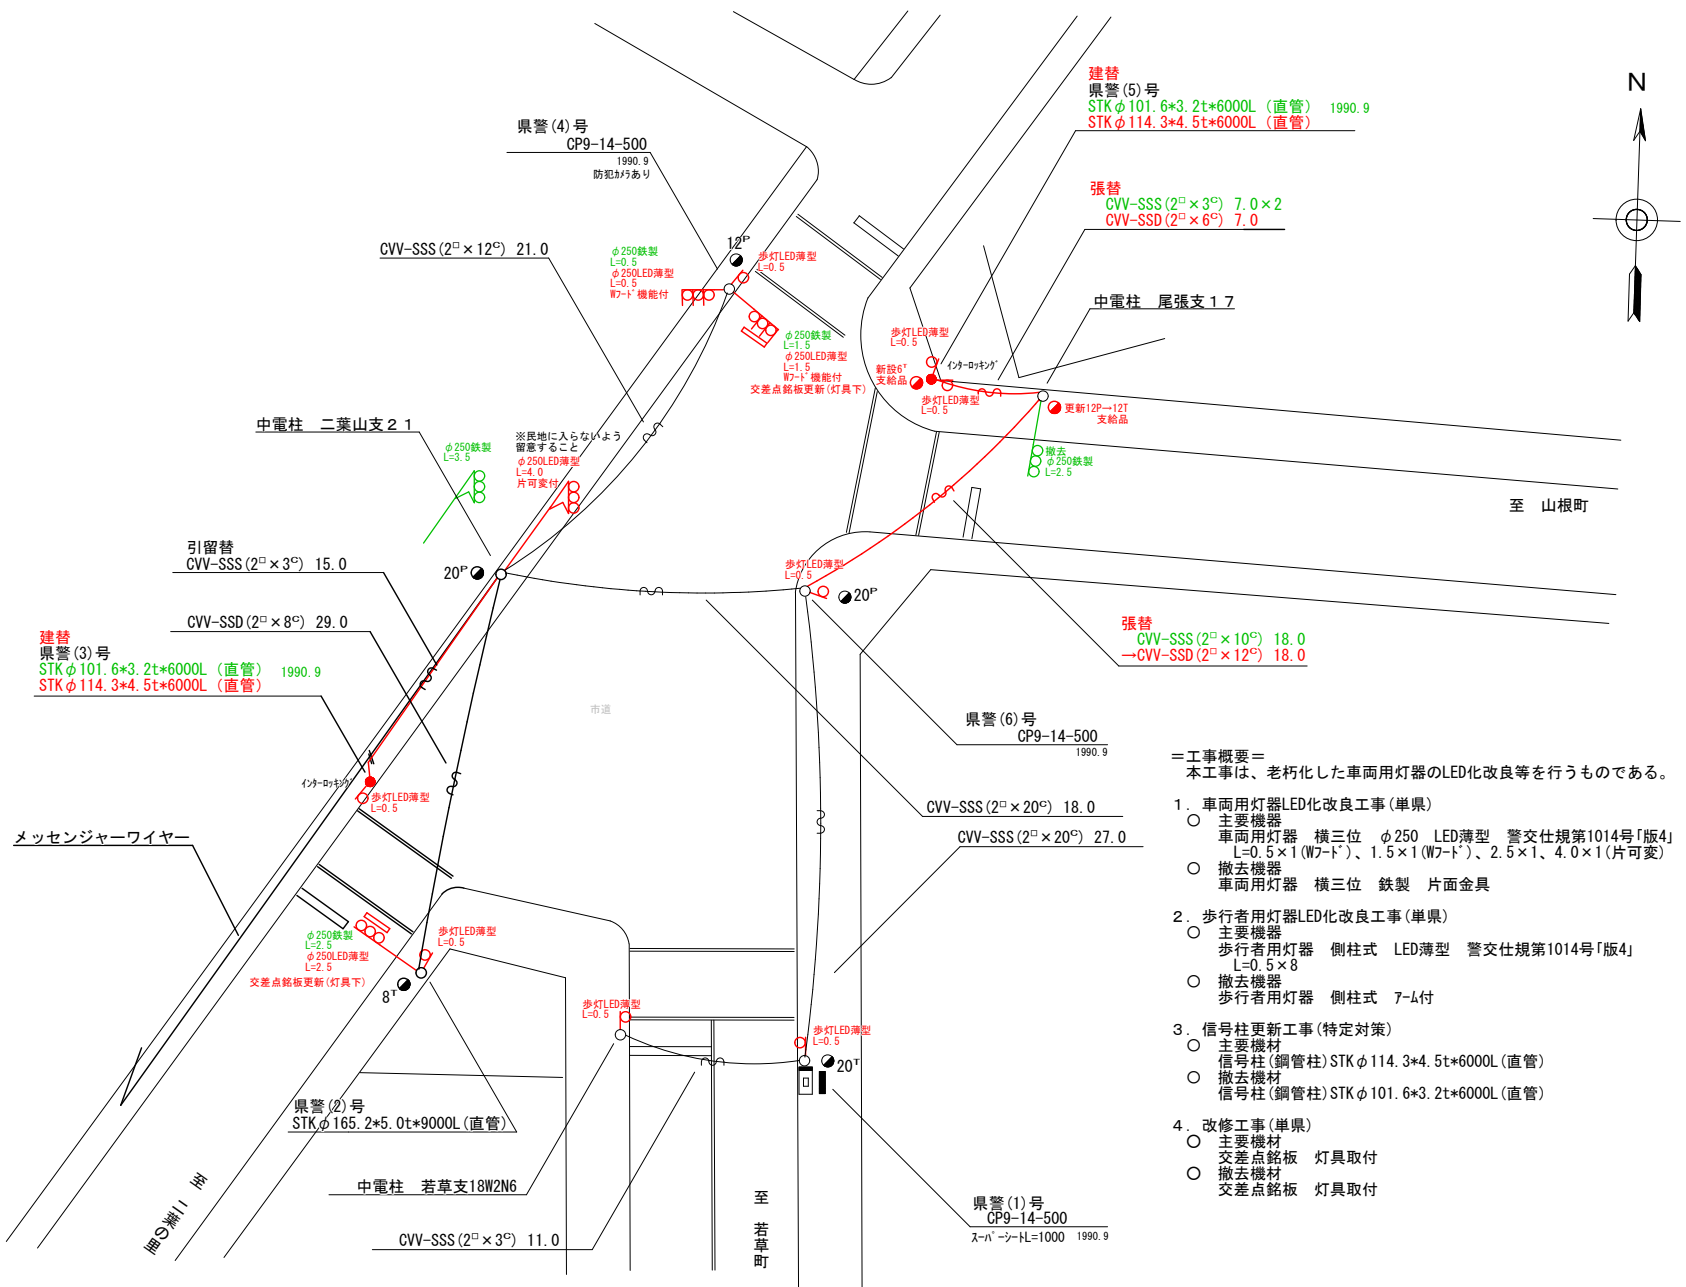 建替
県警(5)号
STKφ101.6*3.2t*6000L (直管) 1990.9
STKφ114.3*4.5t*6000L (直管)
N
県警(4)号
CP9-14-500
1990.9
防犯ｶﾒﾗあり
張替
CVV-SSS(2□×3C) 7.0×2
CVV-SSD(2□×6C) 7.0
CVV-SSS(2□×12C) 21.0
12P
φ250鉄製
L=0.5
φ250LED薄型
L=0.5
Wﾌｰﾄﾞ機能付
歩灯LED薄型
L=0.5
中電柱 尾張支17
φ250鉄製
L=1.5
φ250LED薄型
L=1.5
Wﾌｰﾄﾞ機能付
交差点銘板更新(灯具下)
歩灯LED薄型
L=0.5
ｲﾝﾀｰﾛｯｷﾝｸﾞ
新設6T
支給品
歩灯LED薄型
L=0.5
更新12P→12T
支給品
撤去
φ250鉄製
L=2.5
中電柱 二葉山支21
φ250鉄製
L=3.5
※民地に入らないよう
留意すること
φ250LED薄型
L=4.0
片可変付
至 山根町
引留替
CVV-SSS(2□×3C) 15.0
20P
歩灯LED薄型
L=0.5
20P
CVV-SSD(2□×8C) 29.0
建替
県警(3)号
STKφ101.6*3.2t*6000L (直管) 1990.9
STKφ114.3*4.5t*6000L (直管)
張替
CVV-SSS(2□×10C) 18.0
→CVV-SSD(2□×12C) 18.0
市道
県警(6)号
CP9-14-500
1990.9
ｲﾝﾀｰﾛｯｷﾝｸﾞ
歩灯LED薄型
L=0.5
CVV-SSS(2□×20C) 18.0
CVV-SSS(2□×20C) 27.0
メッセンジャーワイヤー
φ250鉄製
L=2.5
φ250LED薄型
L=2.5
交差点銘板更新(灯具下)
歩灯LED薄型
L=0.5
8T
歩灯LED薄型
L=0.5
歩灯LED薄型
L=0.5
20T
県警(2)号
STKφ165.2*5.0t*9000L(直管)
中電柱 若草支18W2N6
CVV-SSS(2□×3C) 11.0
至 二葉の里
至 若草町
県警(1)号
CP9-14-500
ｽｰﾊﾟｰｼｰﾄL=1000 1990.9
=工事概要=
本工事は、老朽化した車両用灯器のLED化改良等を行うものである。
1. 車両用灯器LED化改良工事(単県)
○ 主要機器
車両用灯器 横三位 φ250 LED薄型 警交仕規第1014号｢版4｣
L=0.5×1(Wﾌｰﾄﾞ)、1.5×1(Wﾌｰﾄﾞ)、2.5×1、4.0×1(片可変)
○ 撤去機器
車両用灯器 横三位 鉄製 片面金具
2. 歩行者用灯器LED化改良工事(単県)
○ 主要機器
歩行者用灯器 側柱式 LED薄型 警交仕規第1014号｢版4｣
L=0.5×8
○ 撤去機器
歩行者用灯器 側柱式 ｱｰﾑ付
3. 信号柱更新工事(特定対策)
○ 主要機材
信号柱(鋼管柱)STKφ114.3*4.5t*6000L(直管)
○ 撤去機材
信号柱(鋼管柱)STKφ101.6*3.2t*6000L(直管)
4. 改修工事(単県)
○ 主要機材
交差点銘板 灯具取付
○ 撤去機材
交差点銘板 灯具取付